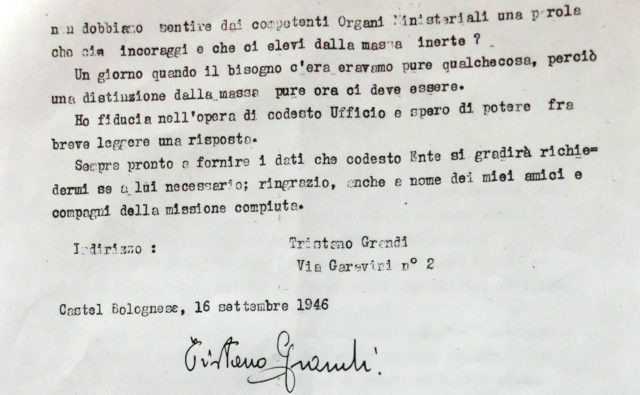 non dobbiamo sentire dai competenti Organi Ministeriali una parola
che cia incoraggi e che ci elevi dalla massa inerte ?
Un giorno quando il bisogno c'era eravamo pure qualchecosa, perciò
una distinzione dalla massa pure ora ci deve essere.
Ho fiducia nell'opera di codesto Ufficio e spero di potere fra
breve leggere una risposta.
Sempre pronto a fornire i dati che codesto Ente si gradirà richie=
dermi se a lui necessario; ringrazio, anche a nome dei miei amici e
compagni della missione compiuta.
Indirizzo : Tristano Grandi
Via Garavini n° 2
Castel Bolognese, 16 settembre 1946
Tristano Grandi